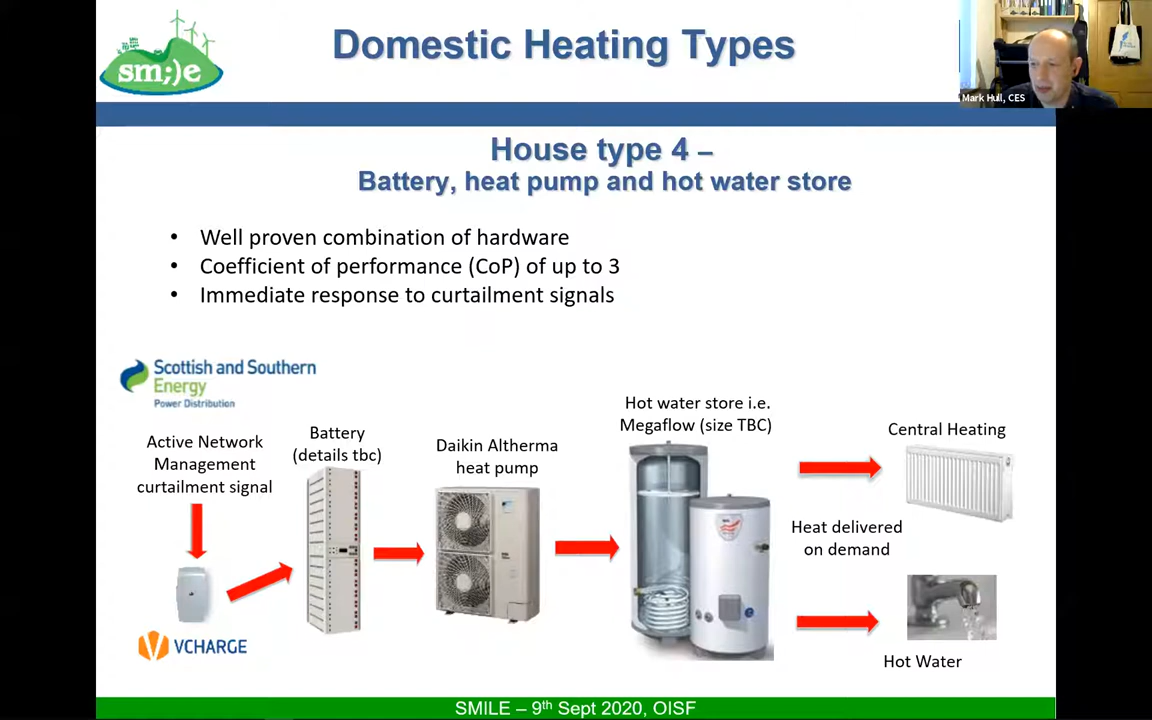 sm;)e
Domestic Heating Types
Mark Hull, CES
House type 4 –
Battery, heat pump and hot water store
• Well proven combination of hardware
• Coefficient of performance (CoP) of up to 3
• Immediate response to curtailment signals
Scottish and Southern
Energy
Power Distribution
Active Network
Management
curtailment signal
VCHARGE
Battery
(details tbc)
Daikin Altherma
heat pump
Hot water store i.e.
Megaflow (size TBC)
Central Heating
Heat delivered
on demand
Hot Water
SMILE – 9th Sept 2020, OISF